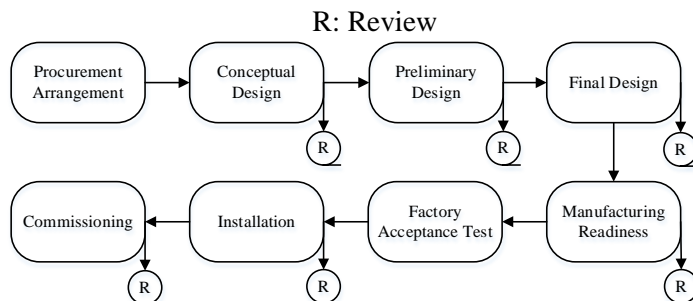 R: Review
Procurement
Arrangement
Conceptual
Design
Preliminary
Design
Final Design
R
R
R
Commissioning
Installation
Factory
Acceptance Test
Manufacturing
Readiness
R
R
R